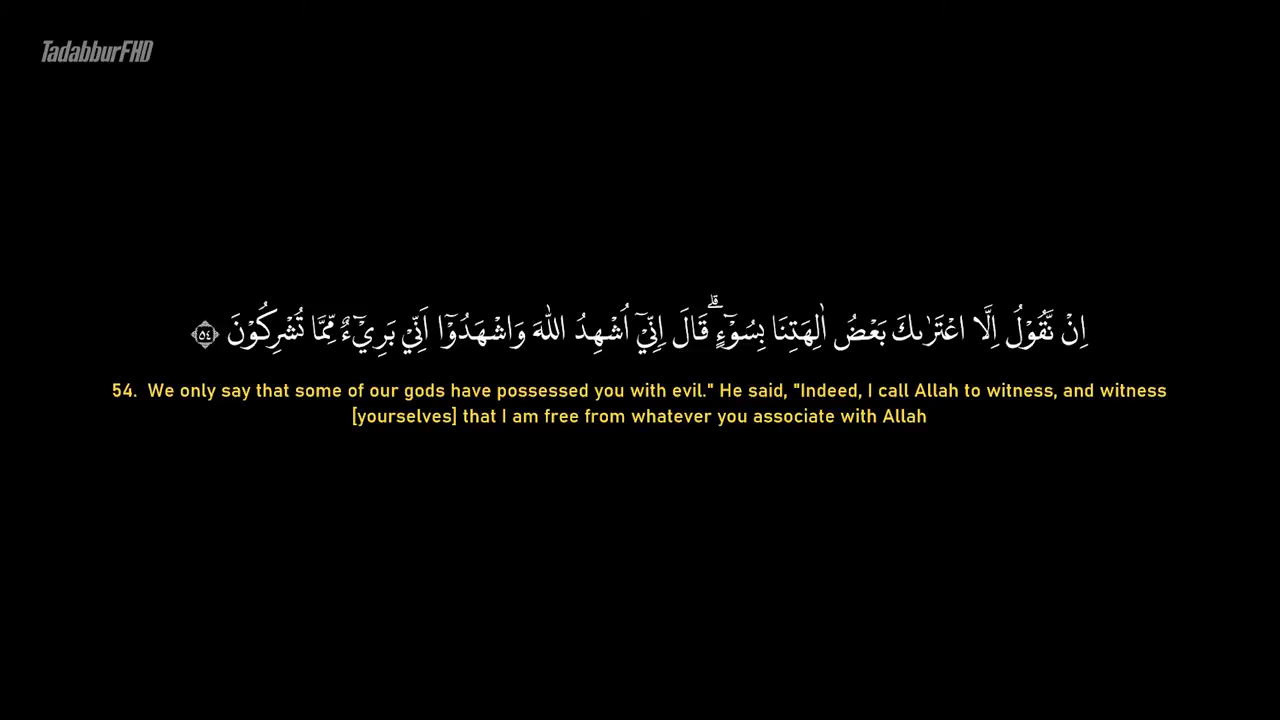 TadabburFHD
اِنْ نَّقُوْلُ اِلَّا اعْتَرٰىكَ بَعْضُ اٰلِهَتِنَا بِسُوْۤءٍ ۗ قَالَ اِنِّيْٓ اُشْهِدُ اللّٰهَ وَاشْهَدُوْٓا اَنِّيْ بَرِيْۤءٌ مِّمَّا تُشْرِكُوْنَ ۝٥٤
54. We only say that some of our gods have possessed you with evil." He said, "Indeed, I call Allah to witness, and witness
[yourselves] that I am free from whatever you associate with Allah